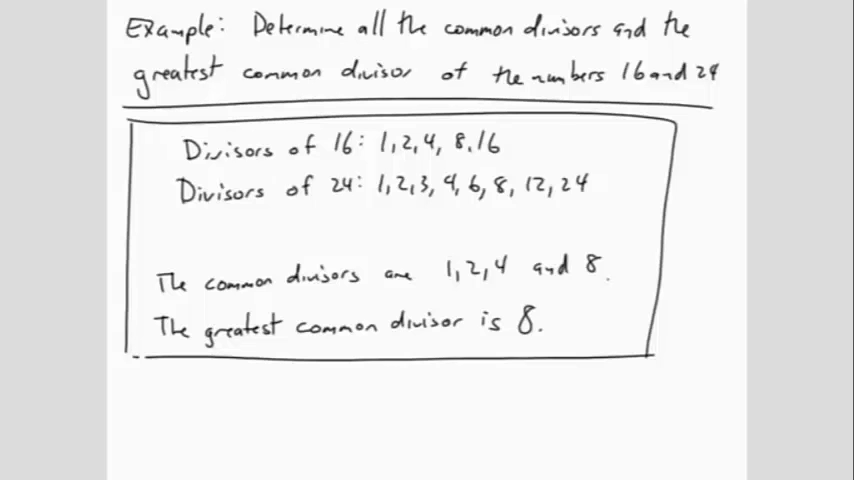 Example: Determine all the common divisors and the
greatest common divisor of the numbers 16 and 24
Divisors of 16: 1, 2, 4, 8, 16
Divisors of 24: 1, 2, 3, 4, 6, 8, 12, 24
The common divisors are 1, 2, 4 and 8.
The greatest common divisor is 8.